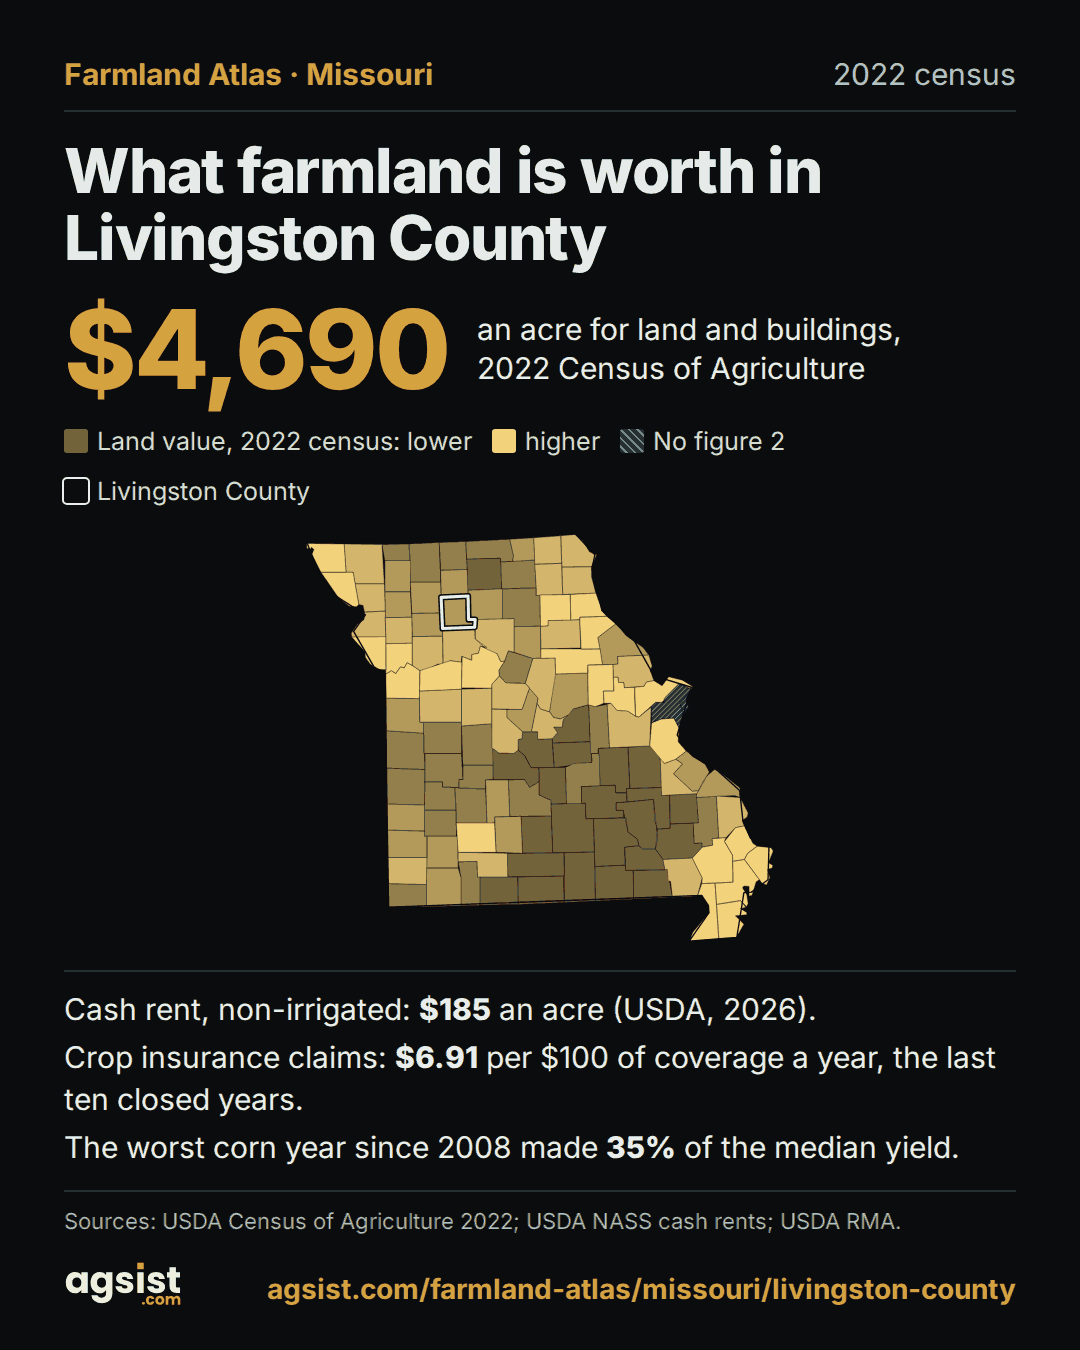 Farmland Atlas · Missouri
2022 census
What farmland is worth in
Livingston County
$4,690
an acre for land and buildings,
2022 Census of Agriculture
Land value, 2022 census: lower
higher
No figure 2
Livingston County
Cash rent, non-irrigated: $185 an acre (USDA, 2026).
Crop insurance claims: $6.91 per $100 of coverage a year, the last
ten closed years.
The worst corn year since 2008 made 35% of the median yield.
Sources: USDA Census of Agriculture 2022; USDA NASS cash rents; USDA RMA.
agsist
.com
agsist.com/farmland-atlas/missouri/livingston-county